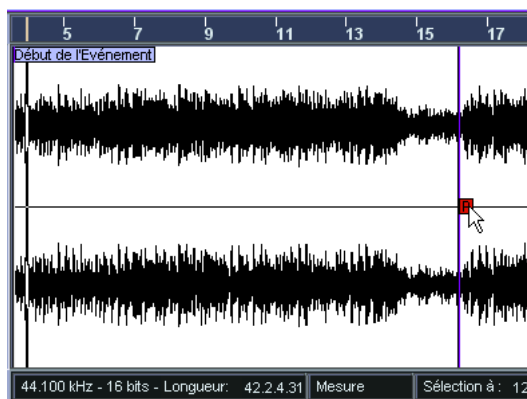 5 7 9 11 13 15 17
Début de l'Evénement
P
44.100 kHz - 16 bits - Longueur: 42.2.4.31 Mesure Sélection à : 12